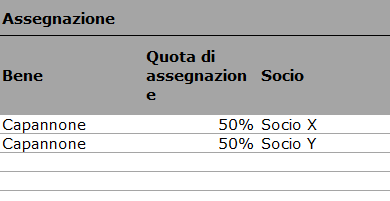 Assegnazione
Quota di
Bene assegnazion Socio
e
Capannone 50% Socio X
Capannone 50% Socio Y